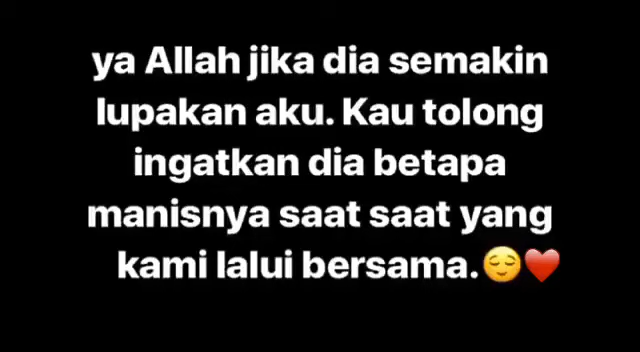 ya Allah jika dia semakin
lupakan aku. Kau tolong
ingatkan dia betapa
manisnya saat saat yang
kami lalui bersama.😌♥️